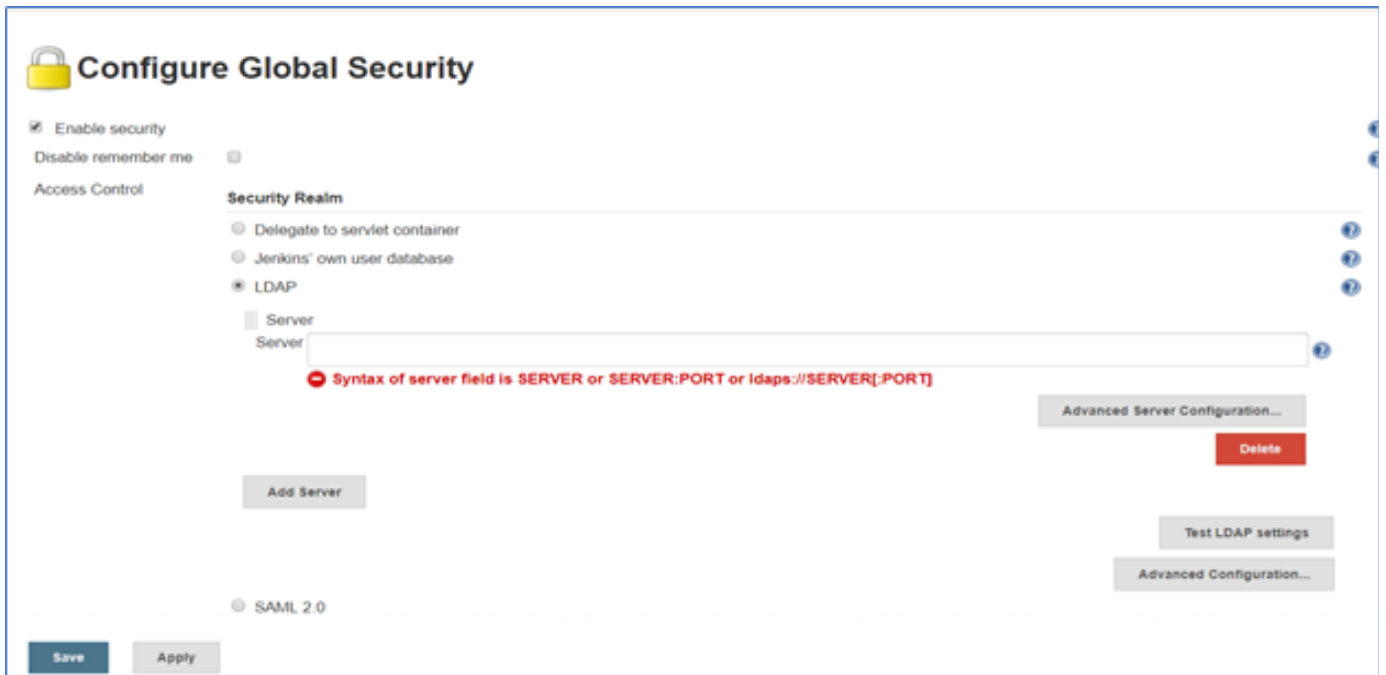 Configure Global Security
Enable security
Disable remember me
Access Control
Security Realm
Delegate to servlet container
Jenkins' own user database
LDAP
Server
Server
Syntax of server field is SERVER or SERVER:PORT or ldaps://SERVER[:PORT]
Advanced Server Configuration...
Delete
Add Server
Test LDAP settings
Advanced Configuration...
SAML 2.0
Save Apply